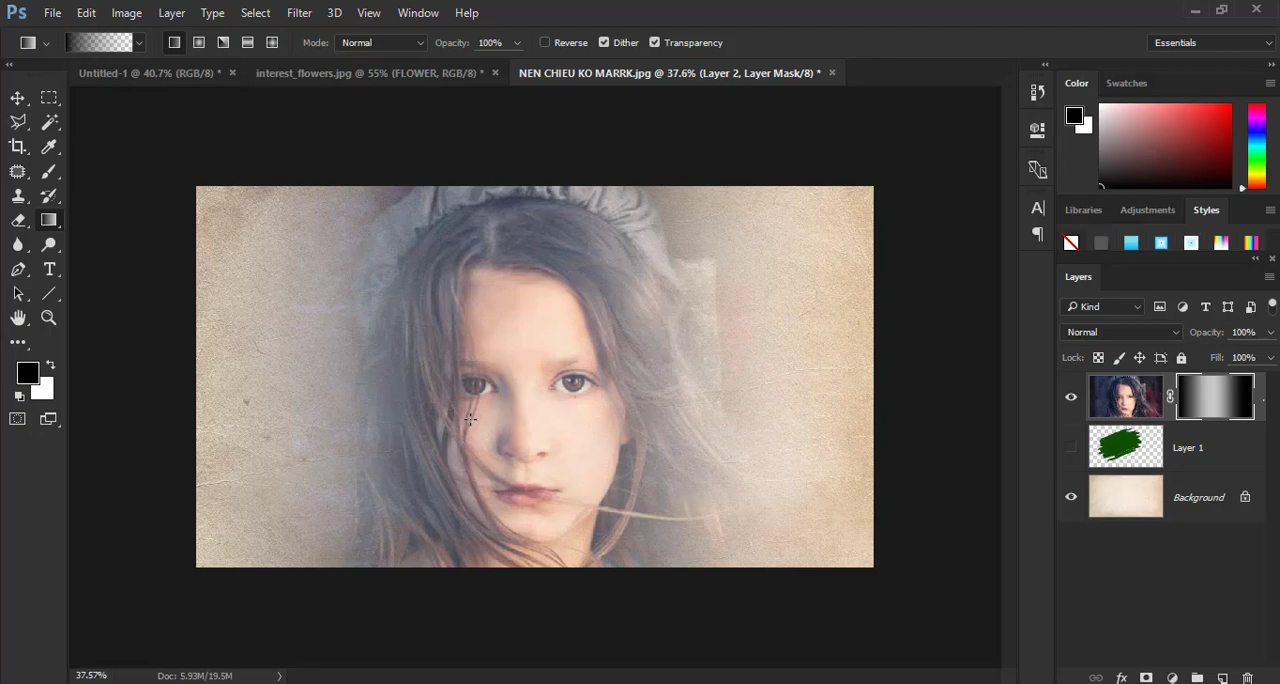 Ps File Edit Image Layer Type Select Filter 3D View Window Help
Mode: Normal Opacity: 100% Reverse Dither Transparency Essentials
Untitled-1 @ 40.7% (RGB/8) * × interest_flowers.jpg @ 55% (FLOWER, RGB/8) * × NEN CHIEU KO MARRK.jpg @ 37.6% (Layer 2, Layer Mask/8) * ×
Color Swatches
Libraries Adjustments Styles
Layers
Kind
Normal Opacity: 100%
Lock: Fill: 100%
Layer 1
Background
37.57% Doc: 5.93M/19.5M